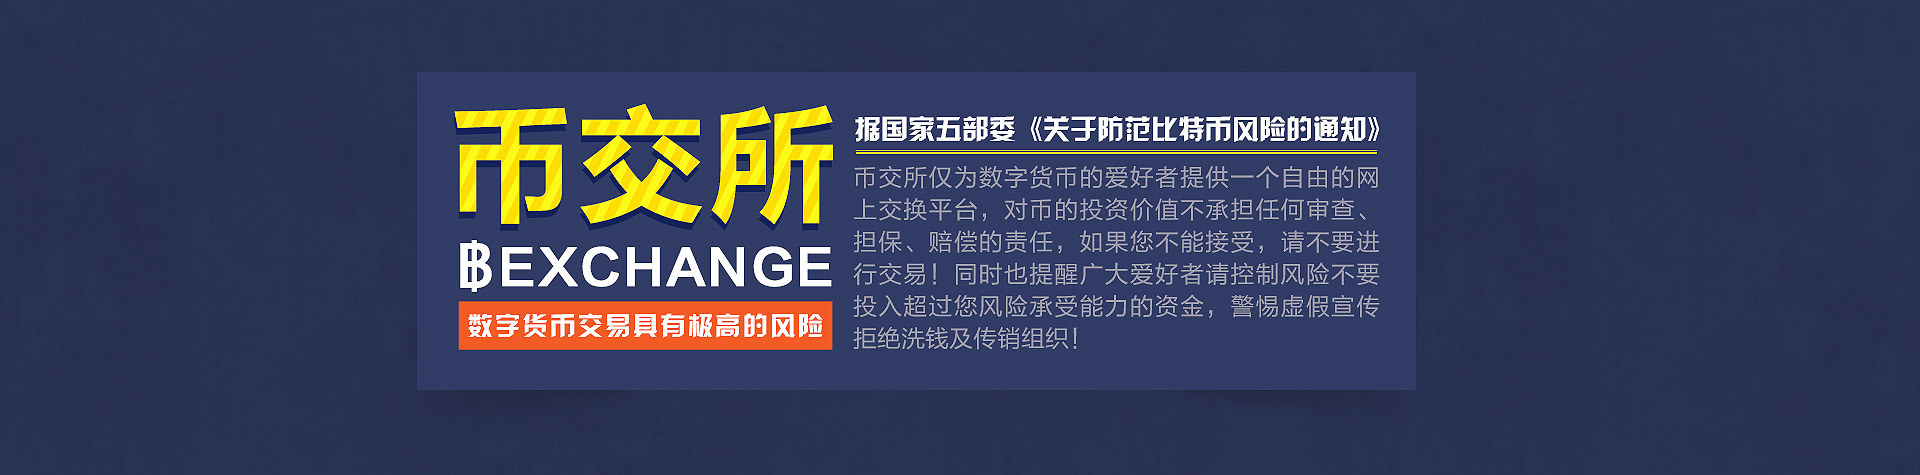 币交所
BEXCHANGE
数字货币交易具有极高的风险
据国家五部委《关于防范比特币风险的通知》
币交所仅为数字货币的爱好者提供一个自由的网
上交换平台，对币的投资价值不承担任何审查、
担保、赔偿的责任，如果您不能接受，请不要进
行交易！同时也提醒广大爱好者请控制风险不要
投入超过您风险承受能力的资金，警惕虚假宣传
拒绝洗钱及传销组织！